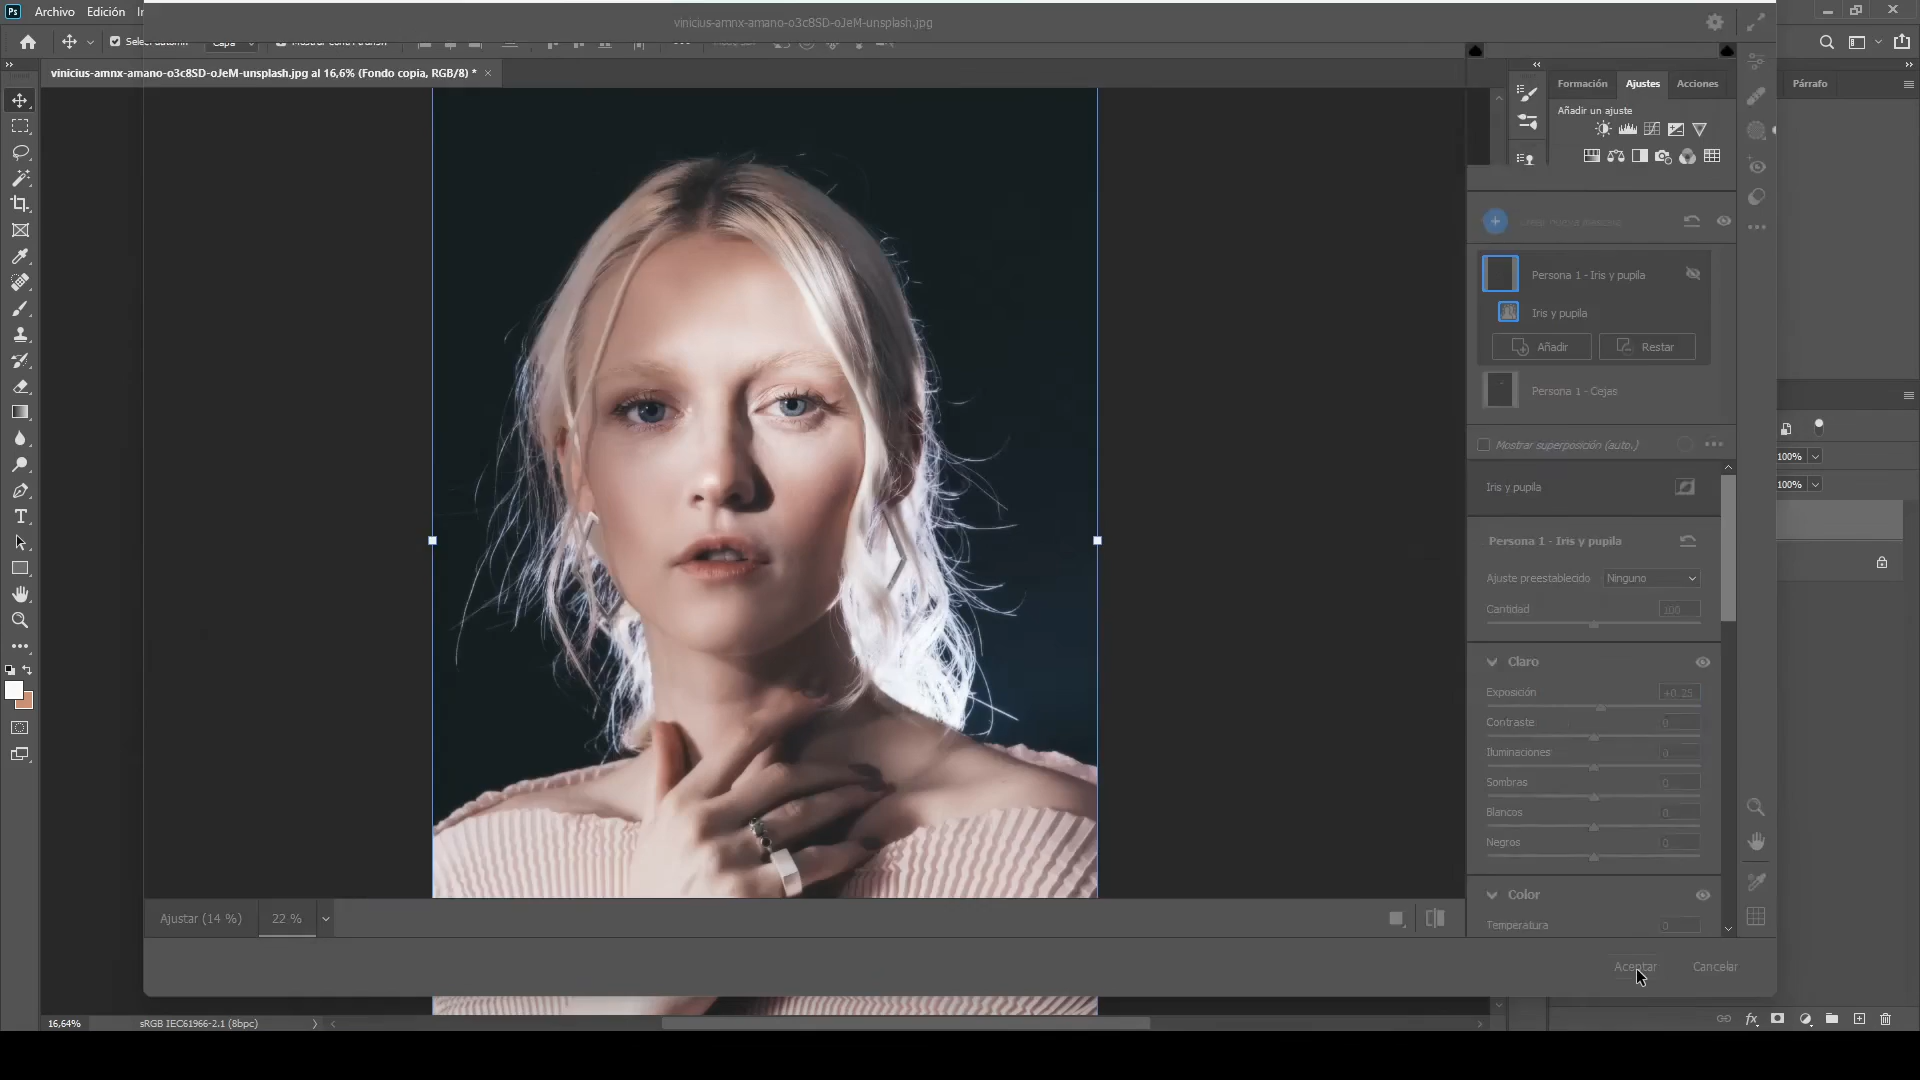 Ps Archivo Edición
vinicius-amnx-amano-o3c8SD-oJeM-unsplash.jpg
vinicius-amnx-amano-o3c8SD-oJeM-unsplash.jpg al 16,6% (Fondo copia, RGB/8) *
Formación Ajustes Acciones Párrafo
Añadir un ajuste
Persona 1 - Iris y pupila
Iris y pupila
Añadir Restar
Persona 1 - Cejas
Mostrar superposición (auto.)
100%
100%
Iris y pupila
Persona 1 - Iris y pupila
Ajuste preestablecido Ninguno
Cantidad 100
Claro
Exposición +0.25
Contraste 0
Iluminaciones 0
Sombras 0
Blancos 0
Negros 0
Color
Temperatura 0
Ajustar (14 %) 22 %
Aceptar Cancelar
16,64% sRGB IEC61966-2.1 (8bpc)
fx